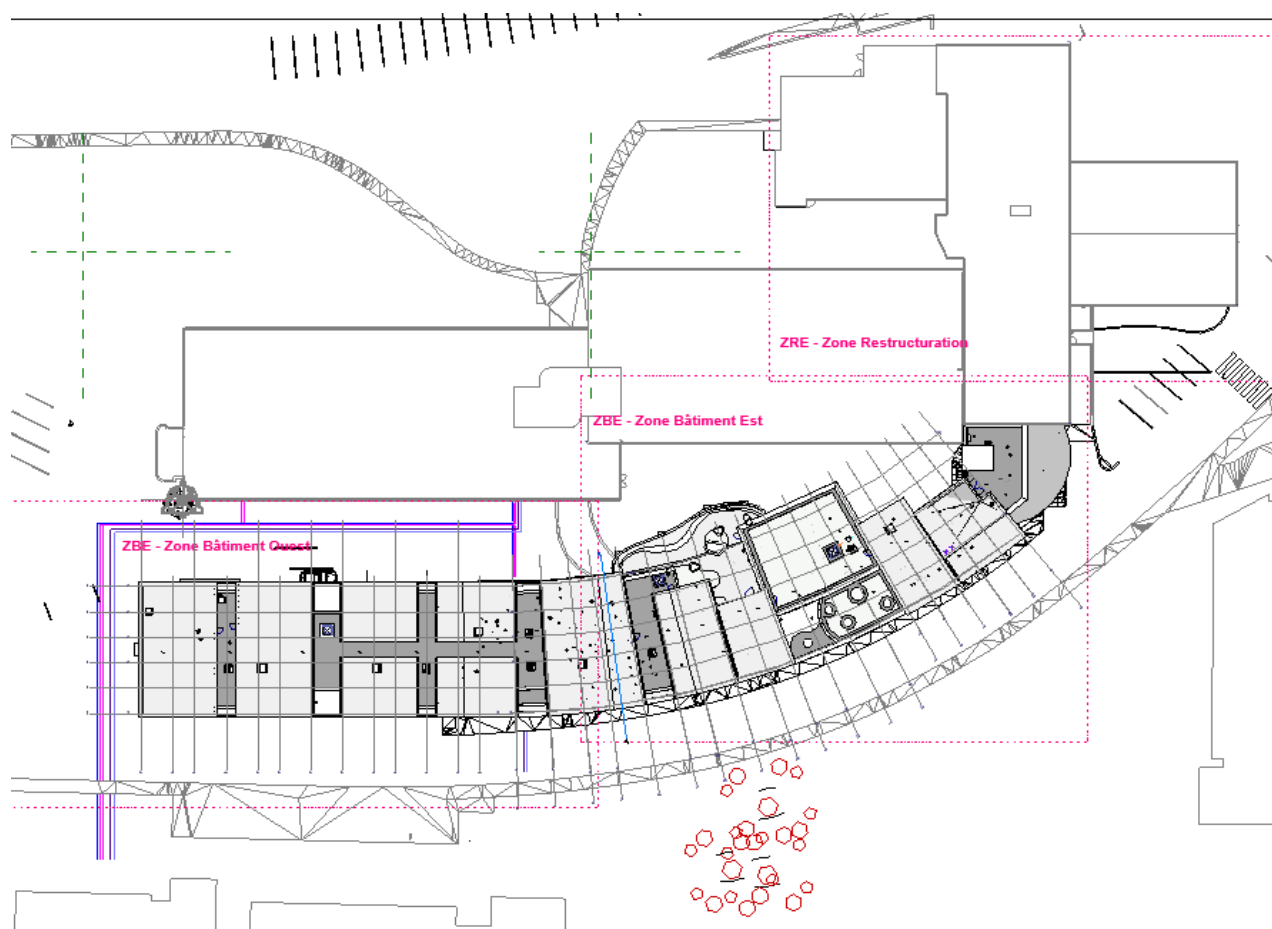 ZRE - Zone Restructuration
ZBE - Zone Bâtiment Est
ZBE - Zone Bâtiment Ouest